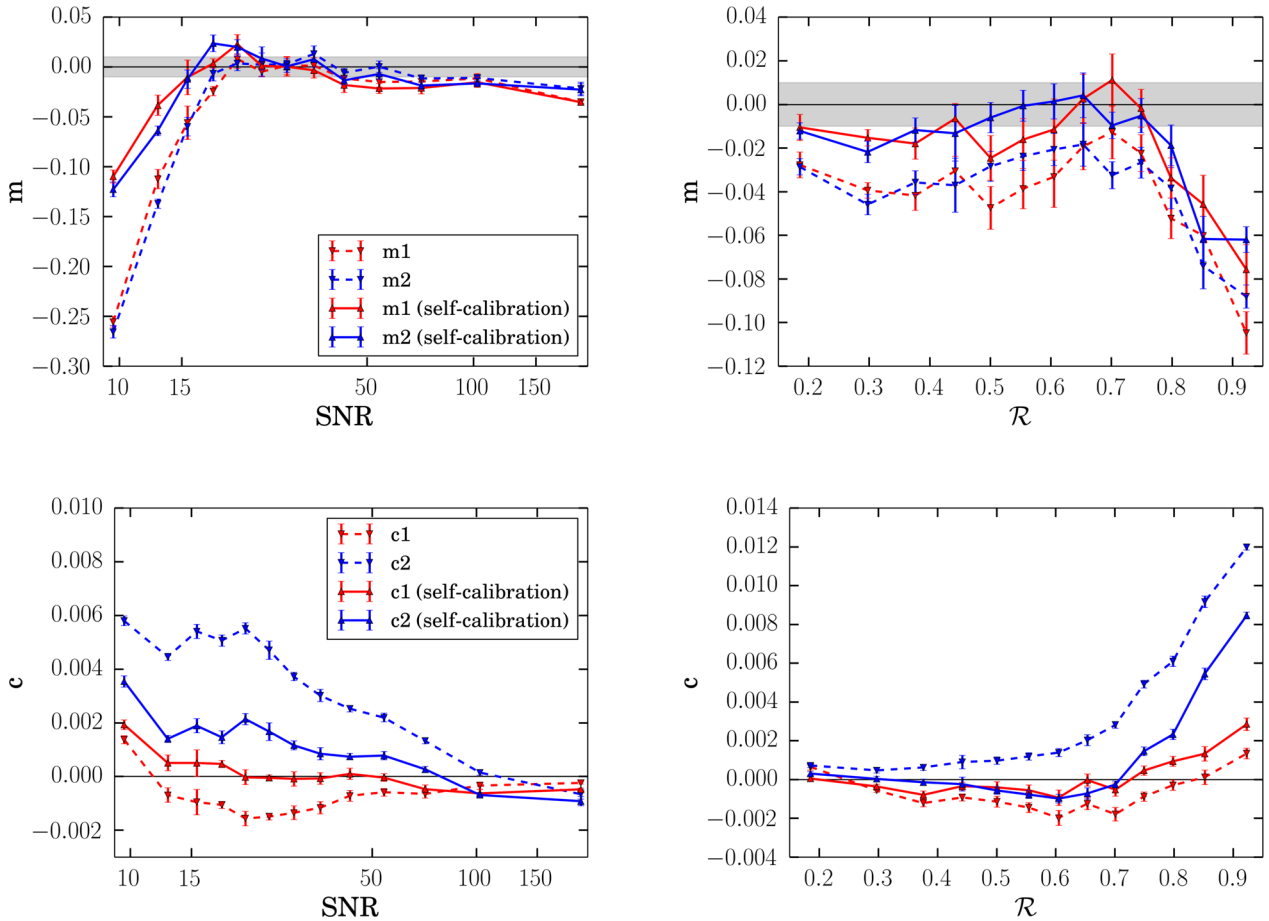 0.05
0.00
−0.05
−0.10
−0.15
−0.20
−0.25
−0.30
m
10 15 50 100
SNR
m1
m2
m1 (self-calibration)
m2 (self-calibration)
0.04
0.02
0.00
−0.02
−0.04
−0.06
−0.08
−0.10
−0.12
m
0.2 0.3 0.4 0.5 0.6 0.7 0.8 0.9
ℛ
0.010
0.008
0.006
0.004
0.002
0.000
−0.002
c
10 15 50 100 150
SNR
c1
c2
c1 (self-calibration)
c2 (self-calibration)
0.014
0.012
0.010
0.008
0.006
0.004
0.002
0.000
−0.002
−0.004
c
0.2 0.3 0.4 0.5 0.6 0.7 0.8 0.9
ℛ